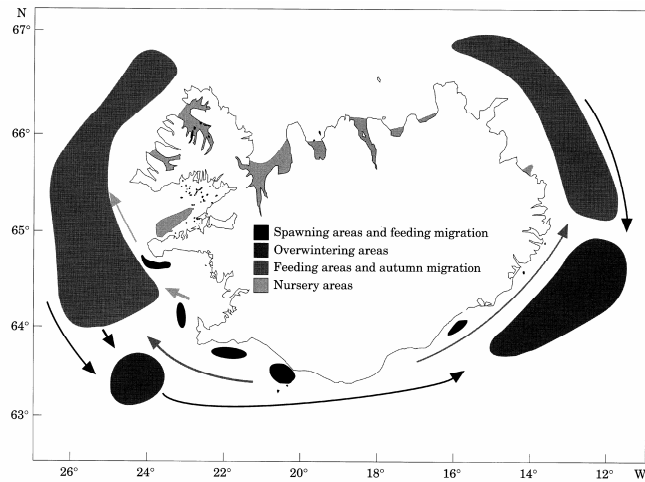 N
67°
66°
65°
64°
63°
Spawning areas and feeding migration
Overwintering areas
Feeding areas and autumn migration
Nursery areas
26° 24° 22° 20° 18° 16° 14° 12° W